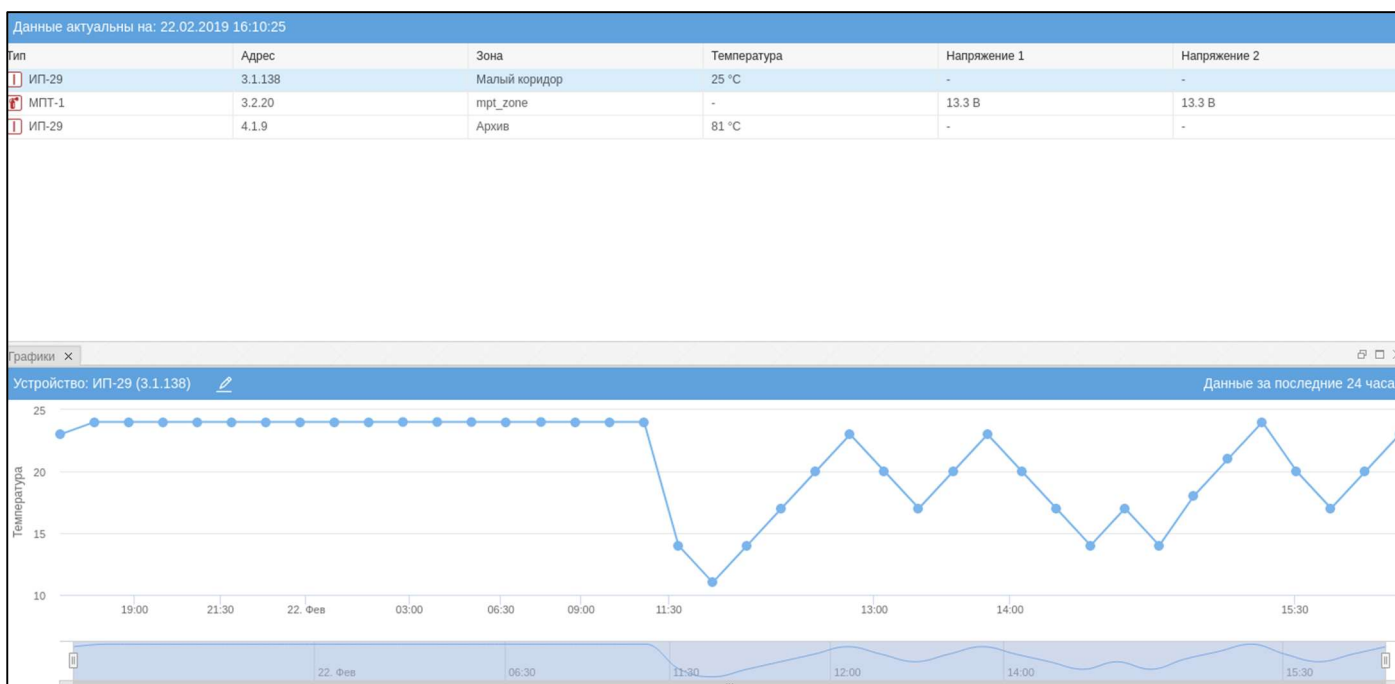 Данные актуальны на: 22.02.2019 16:10:25
Тип Адрес Зона Температура Напряжение 1 Напряжение 2
ИП-29 3.1.138 Малый коридор 25 °C - -
МПТ-1 3.2.20 mpt_zone - 13.3 В 13.3 В
ИП-29 4.1.9 Архив 81 °C - -
Графики
Устройство: ИП-29 (3.1.138) Данные за последние 24 часа
25
20
15
10
Температура
19:00 21:30 22. Фев 03:00 06:30 09:00 11:30 13:00 14:00 15:30
22. Фев 06:30 11:30 12:00 14:00 15:30